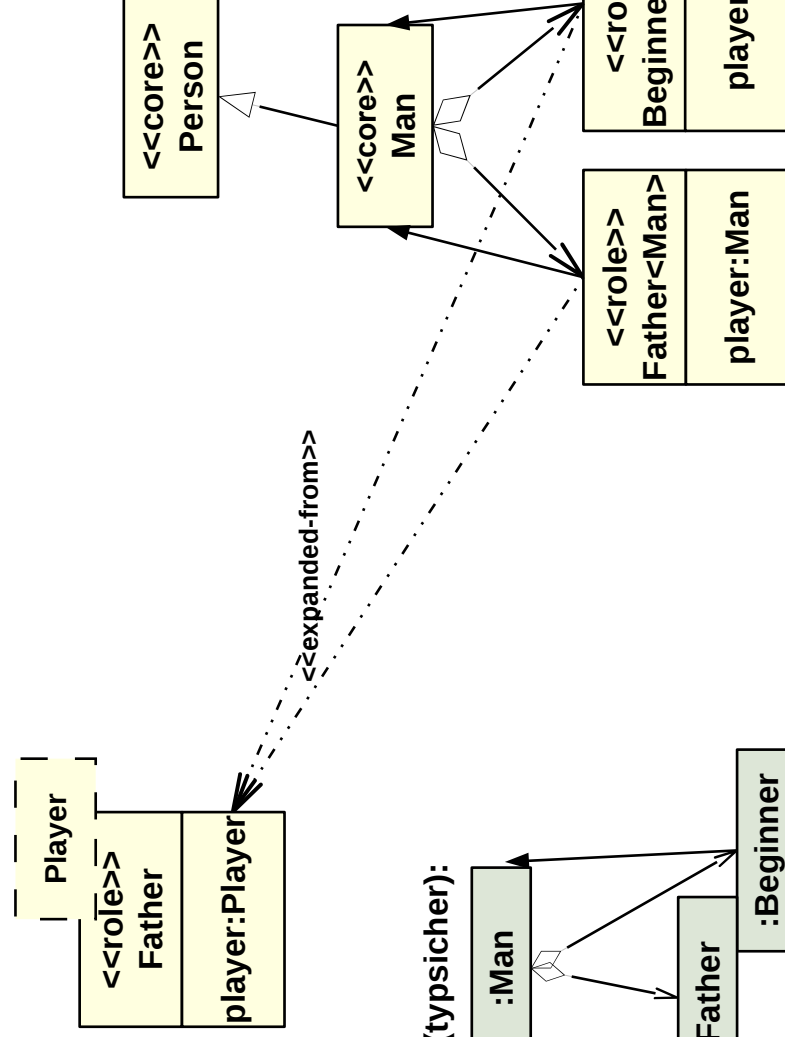 <<core>>
Person
<<core>>
Man
<<ro
Beginne
player
<<role>>
Father<Man>
player:Man
<<expanded-from>>
Player
<<role>>
Father
player:Player
(typsicher):
:Man
Father
:Beginner